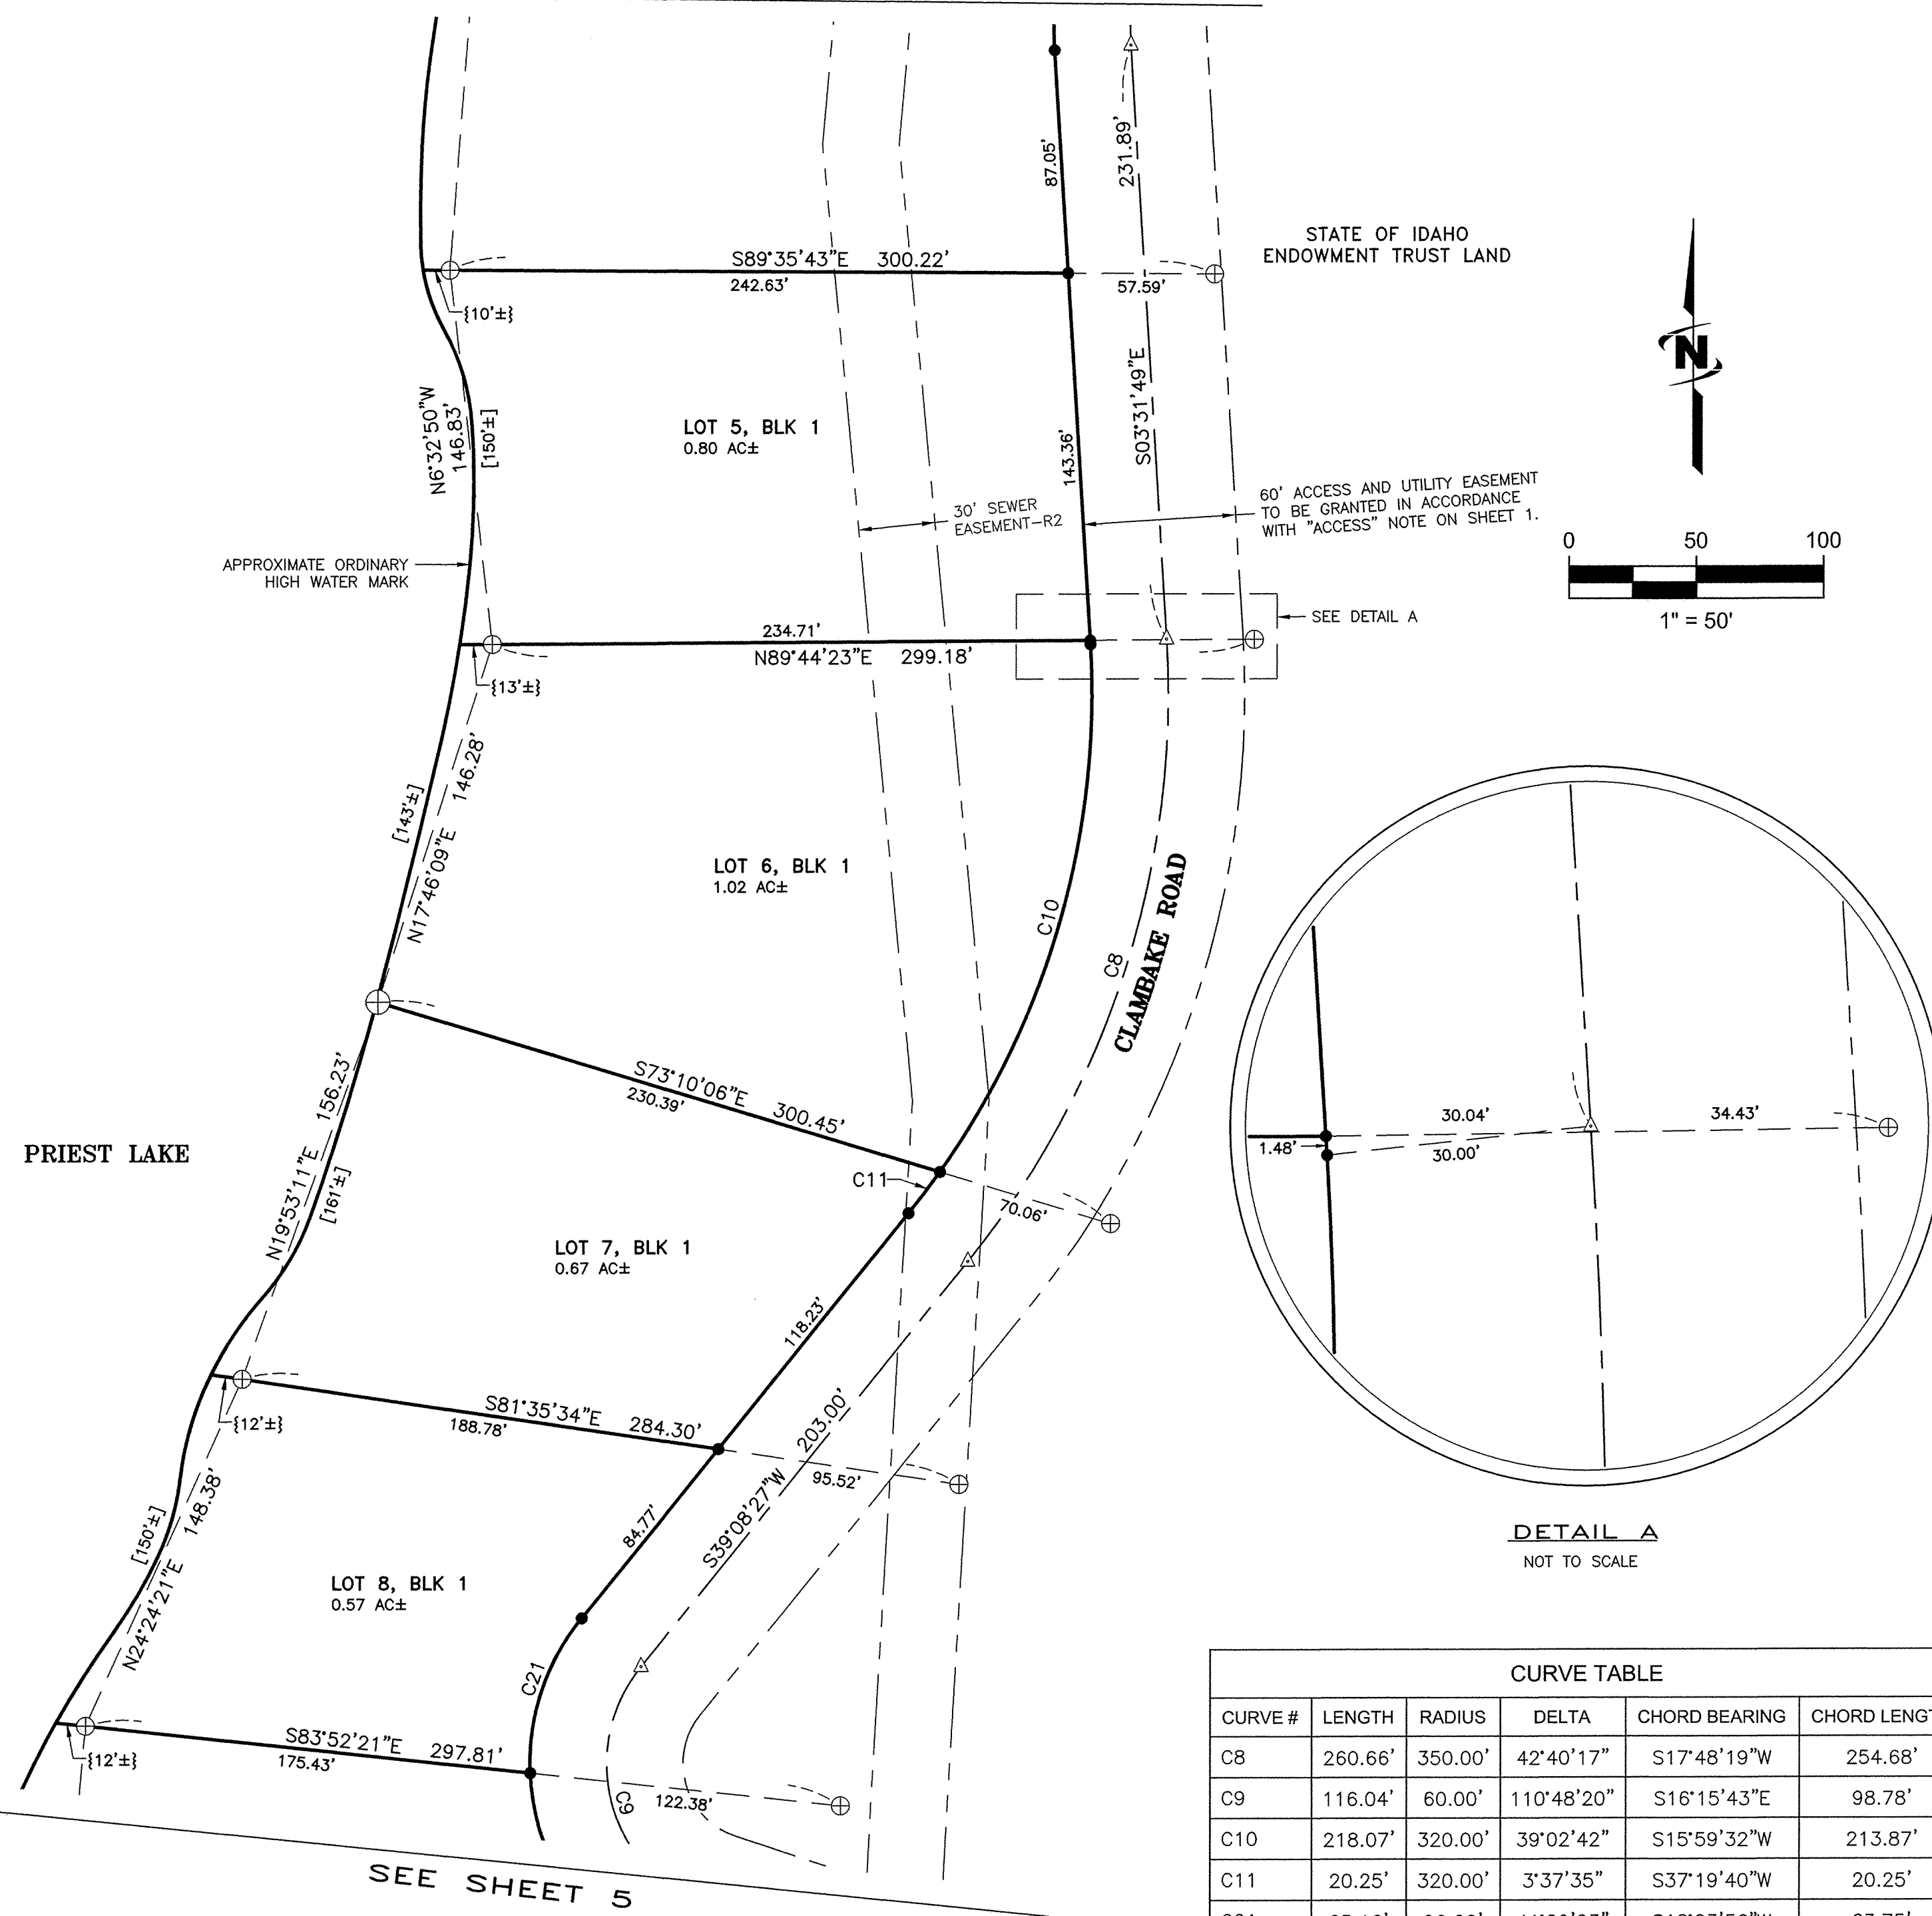 87.05'
231.89'
STATE OF IDAHO
ENDOWMENT TRUST LAND
S89°35'43"E 300.22'
242.63'
57.59'
{10'±}
N
N6°32'50"W
146.83'
[150'±]
LOT 5, BLK 1
0.80 AC±
143.36'
S03°31'49"E
30' SEWER
EASEMENT-R2
60' ACCESS AND UTILITY EASEMENT
TO BE GRANTED IN ACCORDANCE
WITH "ACCESS" NOTE ON SHEET 1.
0 50 100
1" = 50'
APPROXIMATE ORDINARY
HIGH WATER MARK
SEE DETAIL A
234.71'
N89°44'23"E 299.18'
{13'±}
[143'±]
N17°46'09"E 146.28'
LOT 6, BLK 1
1.02 AC±
C10
C8
CLAMBAKE ROAD
S73°10'06"E 300.45'
230.39'
C11
70.06'
30.04'
34.43'
1.48'
30.00'
DETAIL A
NOT TO SCALE
PRIEST LAKE
N19°53'11"E 156.23'
[161'±]
LOT 7, BLK 1
0.67 AC±
118.23'
S81°35'34"E 284.30'
188.78'
95.52'
{12'±}
S39°08'27"W 203.00'
[150'±]
N24°24'21"E 148.38'
84.77'
LOT 8, BLK 1
0.57 AC±
C21
S83°52'21"E 297.81'
175.43'
{12'±}
C9
122.38'
SEE SHEET 5
CURVE TABLE
CURVE # LENGTH RADIUS DELTA CHORD BEARING CHORD
C8 260.66' 350.00' 42°40'17" S17°48'19"W 254.68'
C9 116.04' 60.00' 110°48'20" S16°15'43"E 98.78'
C10 218.07' 320.00' 39°02'42" S15°59'32"W 213.87'
C11 20.25' 320.00' 3°37'35" S37°19'40"W 20.25'